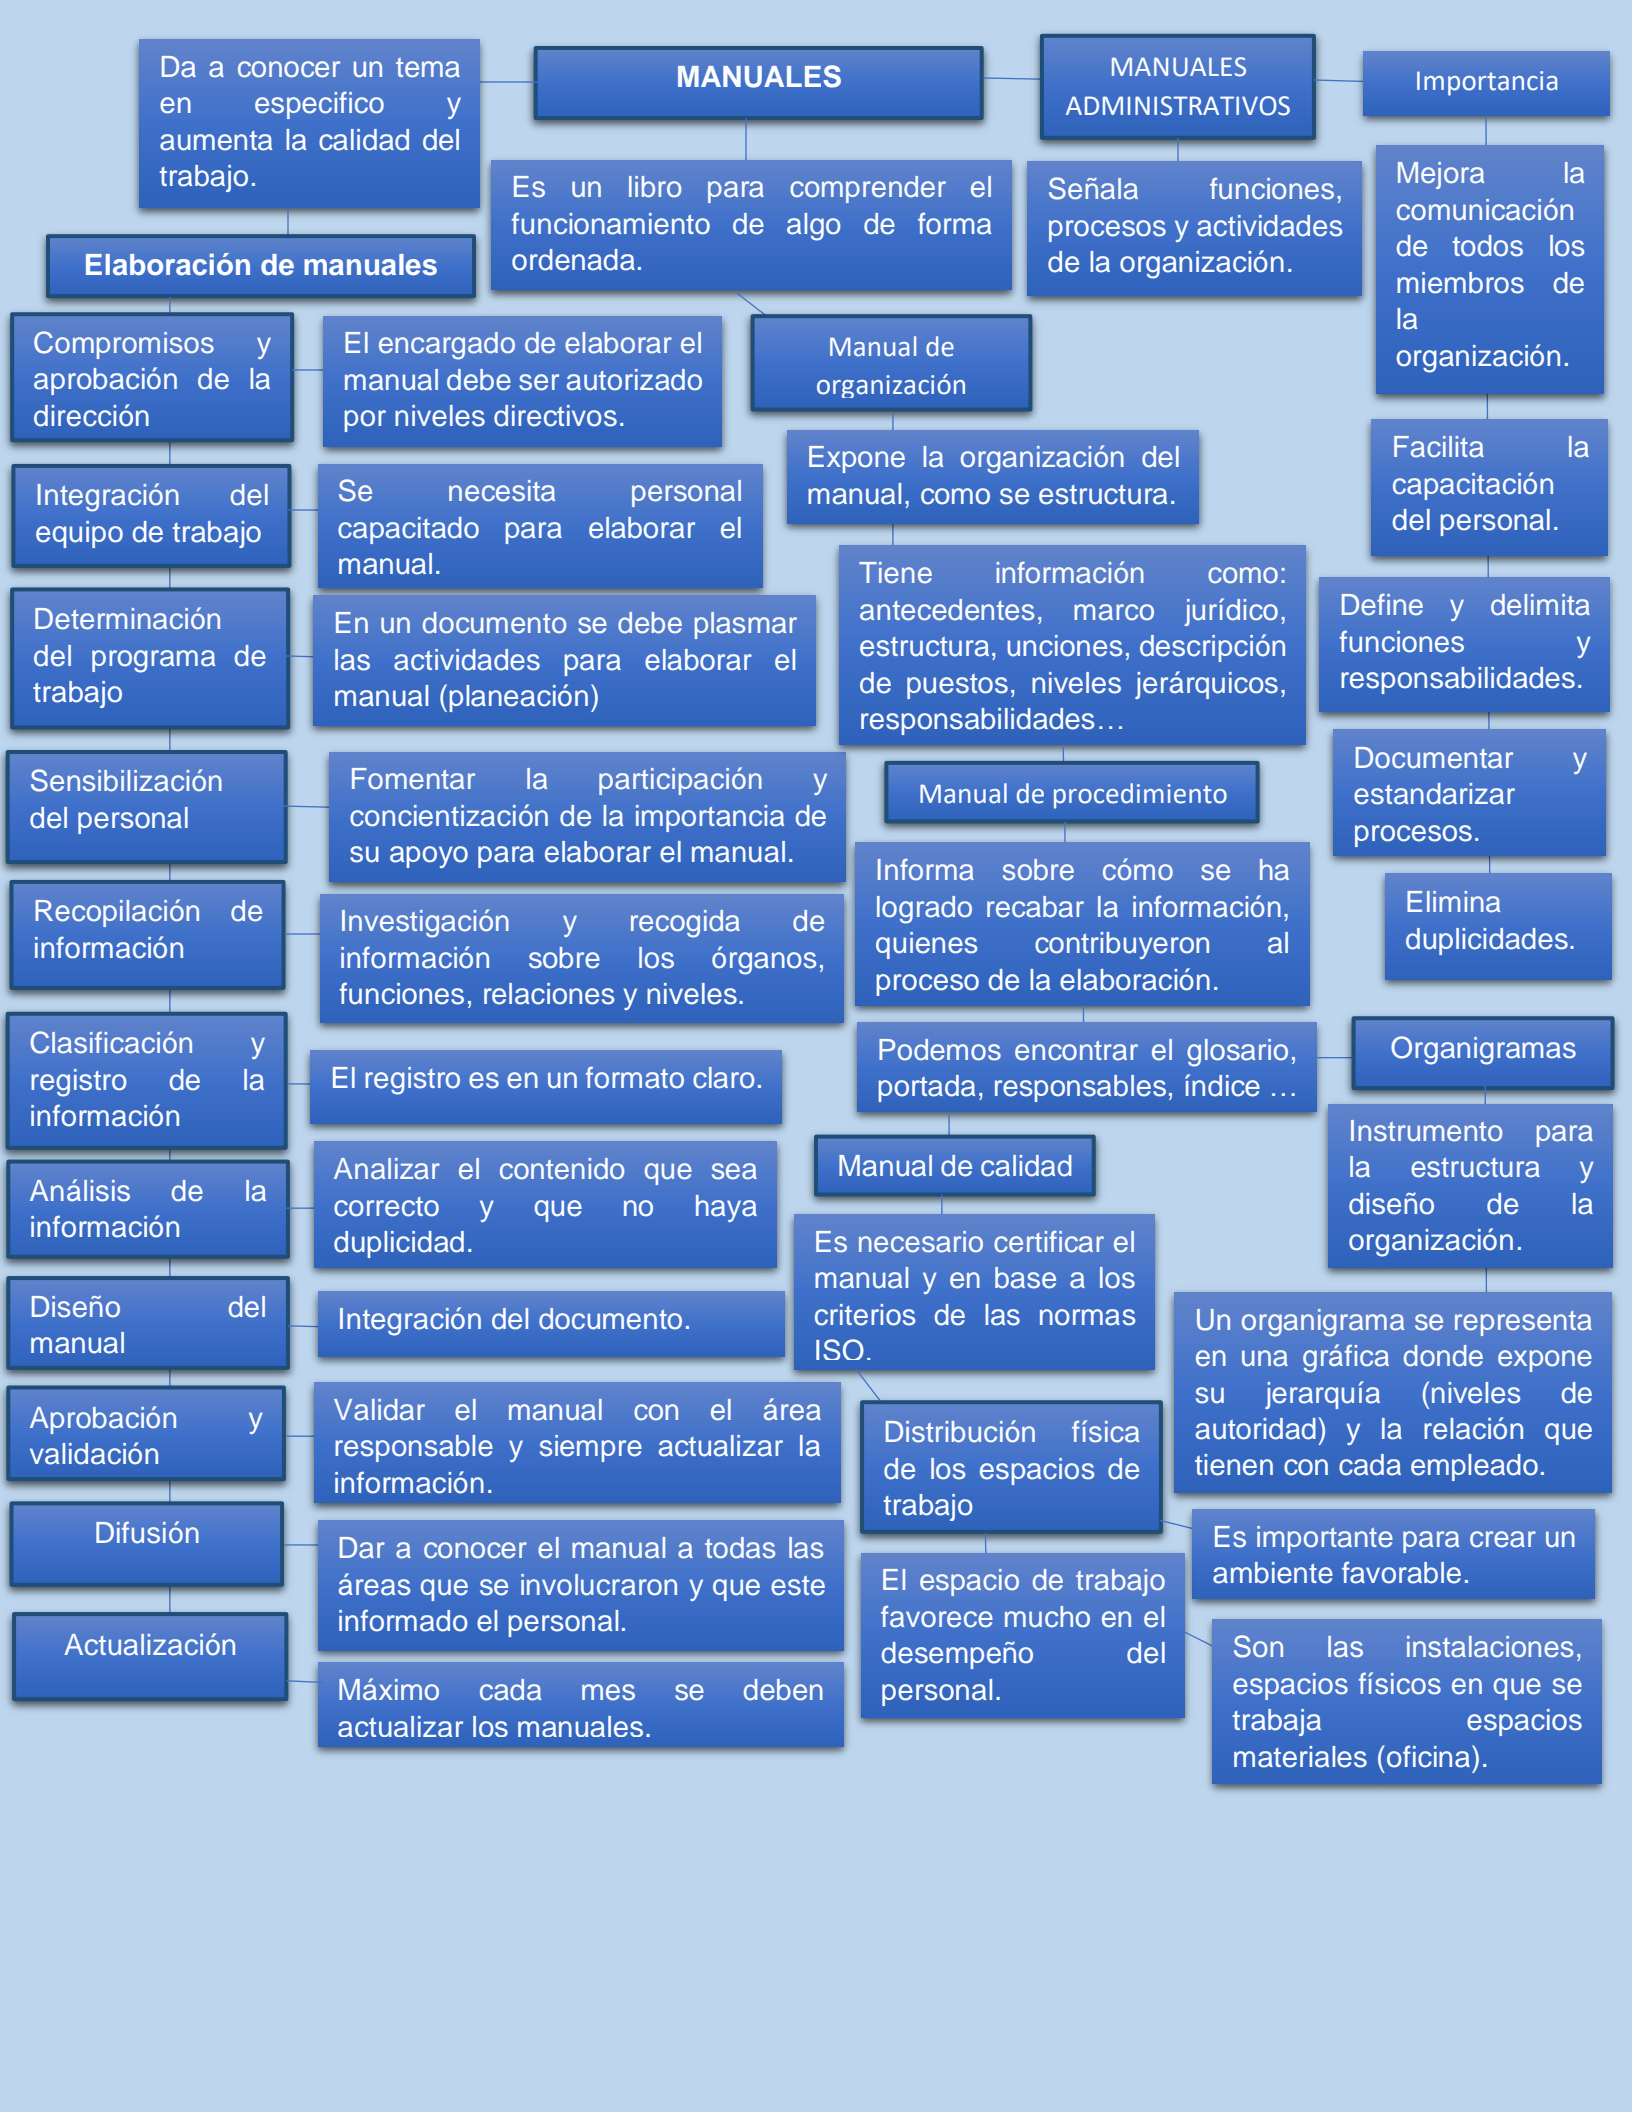 Da a conocer un tema
en especifico y
aumenta la calidad del
trabajo.
MANUALES
MANUALES
ADMINISTRATIVOS
Importancia
Es un libro para comprender el
funcionamiento de algo de forma
ordenada.
Señala funciones,
procesos y actividades
de la organización.
Mejora la
comunicación
de todos los
miembros de
la
organización.
Facilita la
capacitación
del personal.
Define y delimita
funciones y
responsabilidades.
Documentar y
estandarizar
procesos.
Elimina
duplicidades.
Elaboración de manuales
Compromisos y
aprobación de la
dirección
El encargado de elaborar el
manual debe ser autorizado
por niveles directivos.
Integración del
equipo de trabajo
Se necesita personal
capacitado para elaborar el
manual.
Determinación
del programa de
trabajo
En un documento se debe plasmar
las actividades para elaborar el
manual (planeación)
Sensibilización
del personal
Fomentar la participación y
concientización de la importancia de
su apoyo para elaborar el manual.
Recopilación de
información
Investigación y recogida de
información sobre los órganos,
funciones, relaciones y niveles.
Clasificación y
registro de la
información
El registro es en un formato claro.
Análisis de la
información
Analizar el contenido que sea
correcto y que no haya
duplicidad.
Diseño del
manual
Integración del documento.
Aprobación y
validación
Validar el manual con el área
responsable y siempre actualizar la
información.
Difusión
Dar a conocer el manual a todas las
áreas que se involucraron y que este
informado el personal.
Actualización
Máximo cada mes se deben
actualizar los manuales.
Manual de
organización
Expone la organización del
manual, como se estructura.
Tiene información como:
antecedentes, marco jurídico,
estructura, unciones, descripción
de puestos, niveles jerárquicos,
responsabilidades…
Manual de procedimiento
Informa sobre cómo se ha
logrado recabar la información,
quienes contribuyeron al
proceso de la elaboración.
Podemos encontrar el glosario,
portada, responsables, índice …
Organigramas
Instrumento para
la estructura y
diseño de la
organización.
Un organigrama se representa
en una gráfica donde expone
su jerarquía (niveles de
autoridad) y la relación que
tienen con cada empleado.
Manual de calidad
Es necesario certificar el
manual y en base a los
criterios de las normas
ISO.
Distribución física
de los espacios de
trabajo
Es importante para crear un
ambiente favorable.
El espacio de trabajo
favorece mucho en el
desempeño del
personal.
Son las instalaciones,
espacios físicos en que se
trabaja espacios
materiales (oficina).